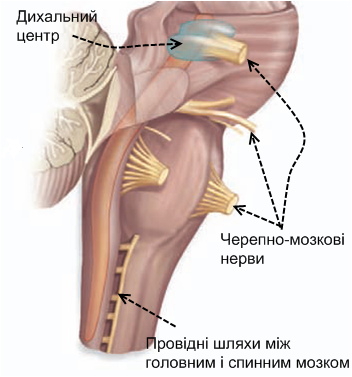 Дихальний
центр
Черепно-мозкові
нерви
Провідні шляхи між
головним і спинним мозком